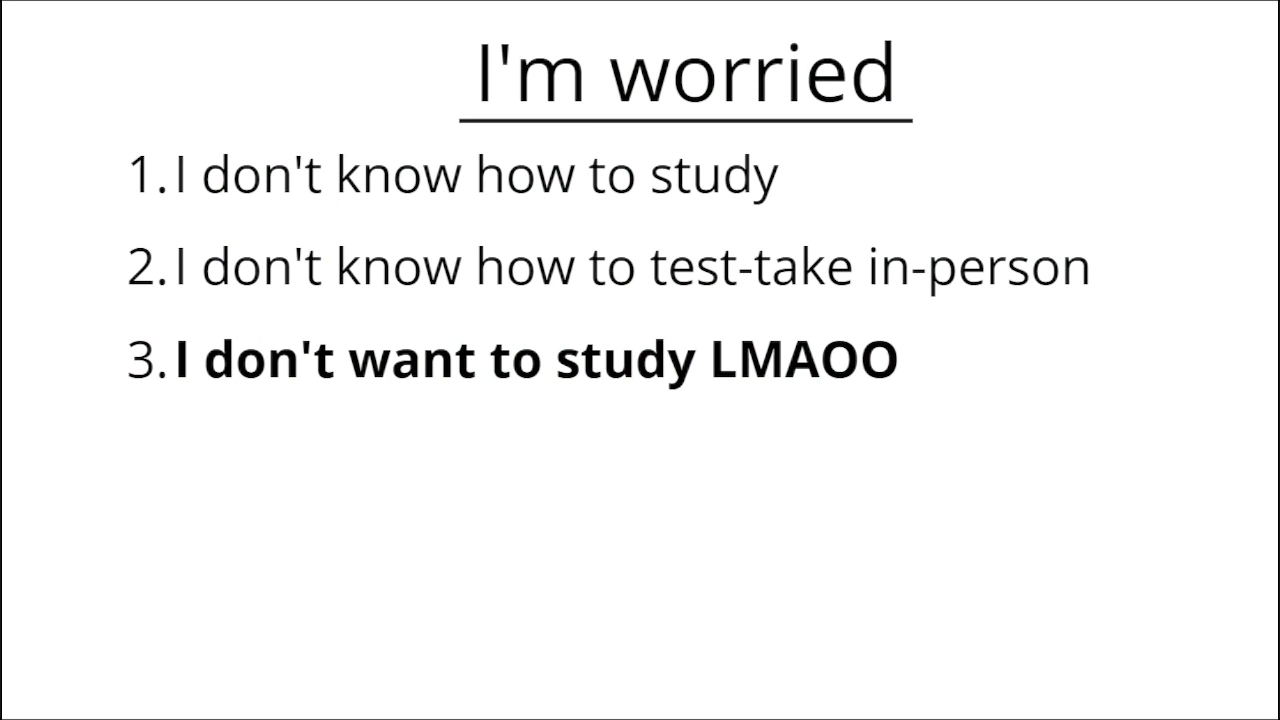 I'm worried
1. I don't know how to study
2. I don't know how to test-take in-person
3. I don't want to study LMAOO